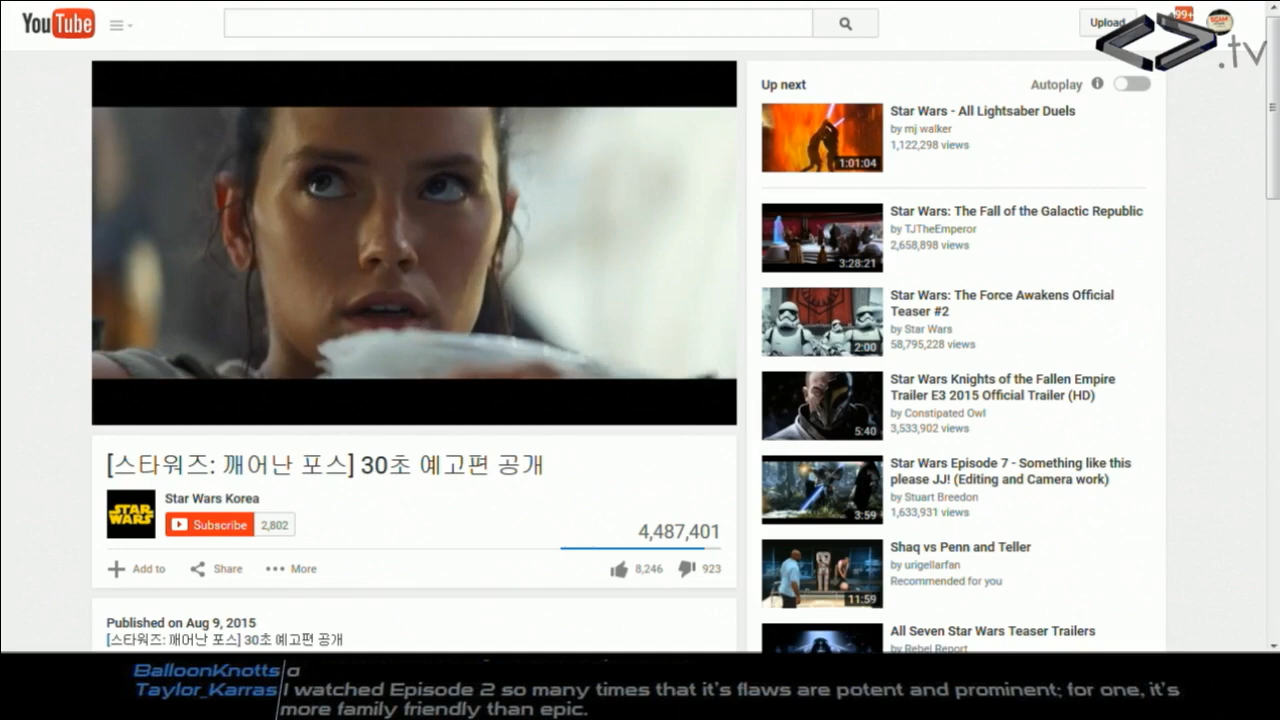 YouTube
Upload
99+
.tv
Up next
Autoplay
Star Wars - All Lightsaber Duels
by mj walker
1,122,298 views
1:01:04
Star Wars: The Fall of the Galactic Republic
by TJTheEmperor
2,658,898 views
3:28:21
Star Wars: The Force Awakens Official
Teaser #2
by Star Wars
58,795,228 views
2:00
Star Wars Knights of the Fallen Empire
Trailer E3 2015 Official Trailer (HD)
by Constipated Owl
3,533,902 views
5:40
Star Wars Episode 7 - Something like this
please JJ! (Editing and Camera work)
by Stuart Breedon
1,633,931 views
3:59
Shaq vs Penn and Teller
by urigellarfan
Recommended for you
11:59
All Seven Star Wars Teaser Trailers
by Rebel Report
[스타워즈: 깨어난 포스] 30초 예고편 공개
STAR
WARS
Star Wars Korea
Subscribe 2,802
4,487,401
Add to Share More 8,246 923
Published on Aug 9, 2015
[스타워즈: 깨어난 포스] 30초 예고편 공개
BalloonKnotts a
Taylor_Karras I watched Episode 2 so many times that it's flaws are potent and prominent; for one, it's
more family friendly than epic.